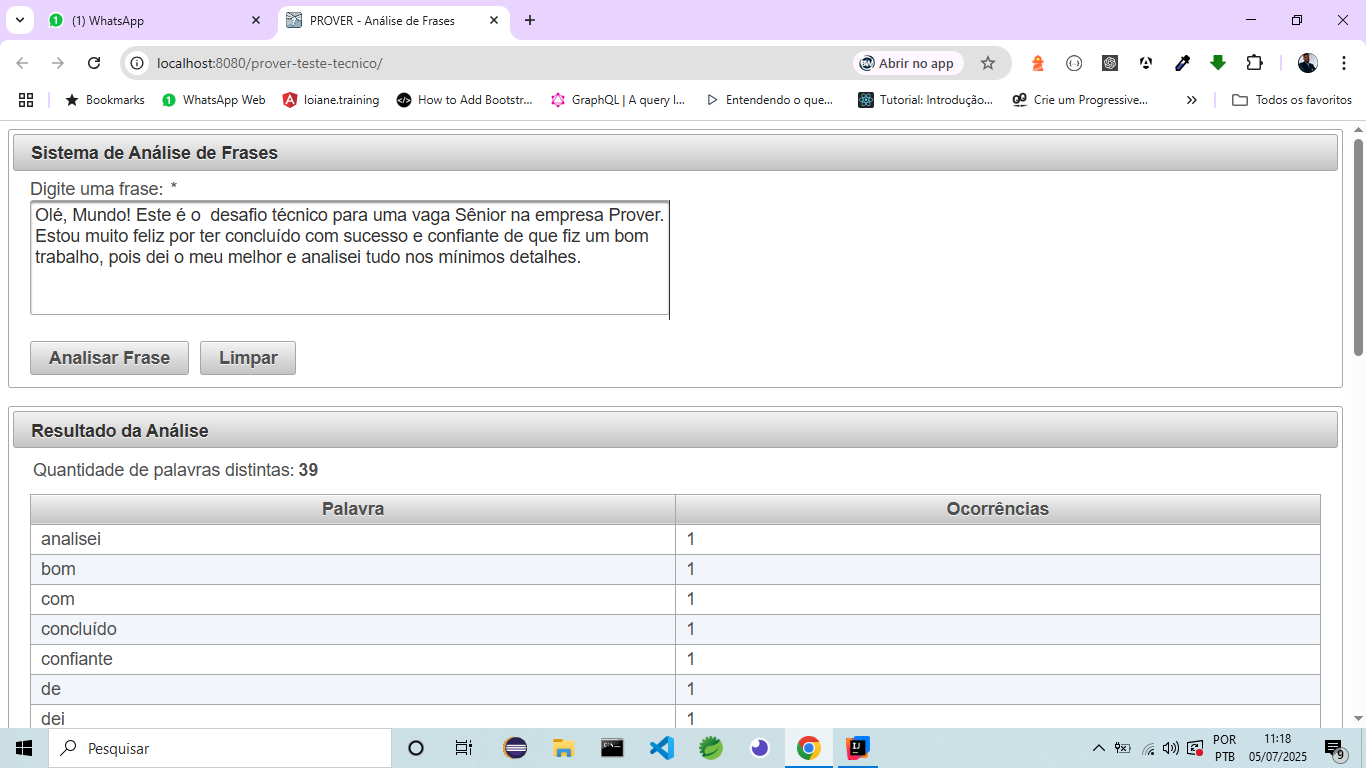 (1) WhatsApp
PROVER - Análise de Frases
localhost:8080/prover-teste-tecnico/
Abrir no app
Bookmarks
WhatsApp Web
loiane.training
How to Add Bootstr...
GraphQL | A query l...
Entendendo o que...
Tutorial: Introdução...
Crie um Progressive...
Todos os favoritos
Sistema de Análise de Frases
Digite uma frase: *
Olé, Mundo! Este é o  desafio técnico para uma vaga Sênior na empresa Prover.
Estou muito feliz por ter concluído com sucesso e confiante de que fiz um bom
trabalho, pois dei o meu melhor e analisei tudo nos mínimos detalhes.
Analisar Frase
Limpar
Resultado da Análise
Quantidade de palavras distintas: 39
Palavra Ocorrências
analisei 1
bom 1
com 1
concluído 1
confiante 1
de 1
dei 1
Pesquisar
POR
PTB
11:18
05/07/2025
9